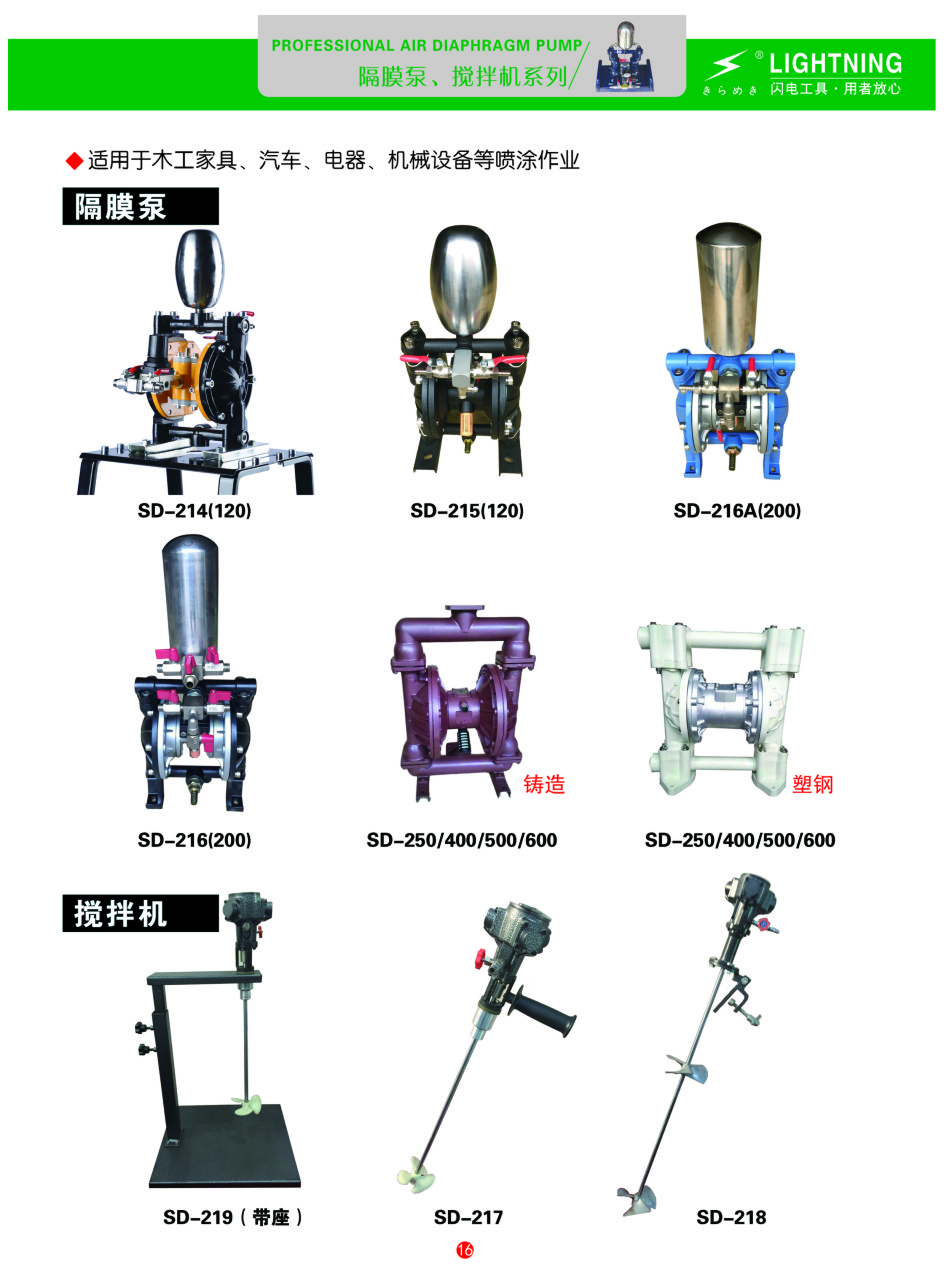 PROFESSIONAL AIR DIAPHRAGM PUMP/
隔膜泵、搅拌机系列/
® LIGHTNING
きらめき 闪电工具·用者放心
适用于木工家具、汽车、电器、机械设备等喷涂作业
隔膜泵
SD-214(120)
SD-215(120)
SD-216A(200)
铸造
塑钢
SD-216(200)
SD-250/400/500/600
SD-250/400/500/600
搅拌机
SD-219（带座）
SD-217
SD-218
16